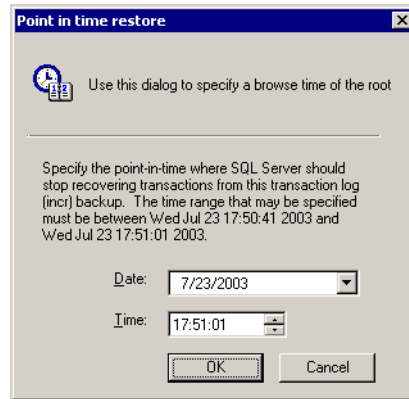 Point in time restore
Use this dialog to specify a browse time of the root
Specify the point-in-time where SQL Server should
stop recovering transactions from this transaction log
(incr) backup. The time range that may be specified
must be between Wed Jul 23 17:50:41 2003 and
Wed Jul 23 17:51:01 2003.
Date: 7/23/2003
Time: 17:51:01
OK Cancel